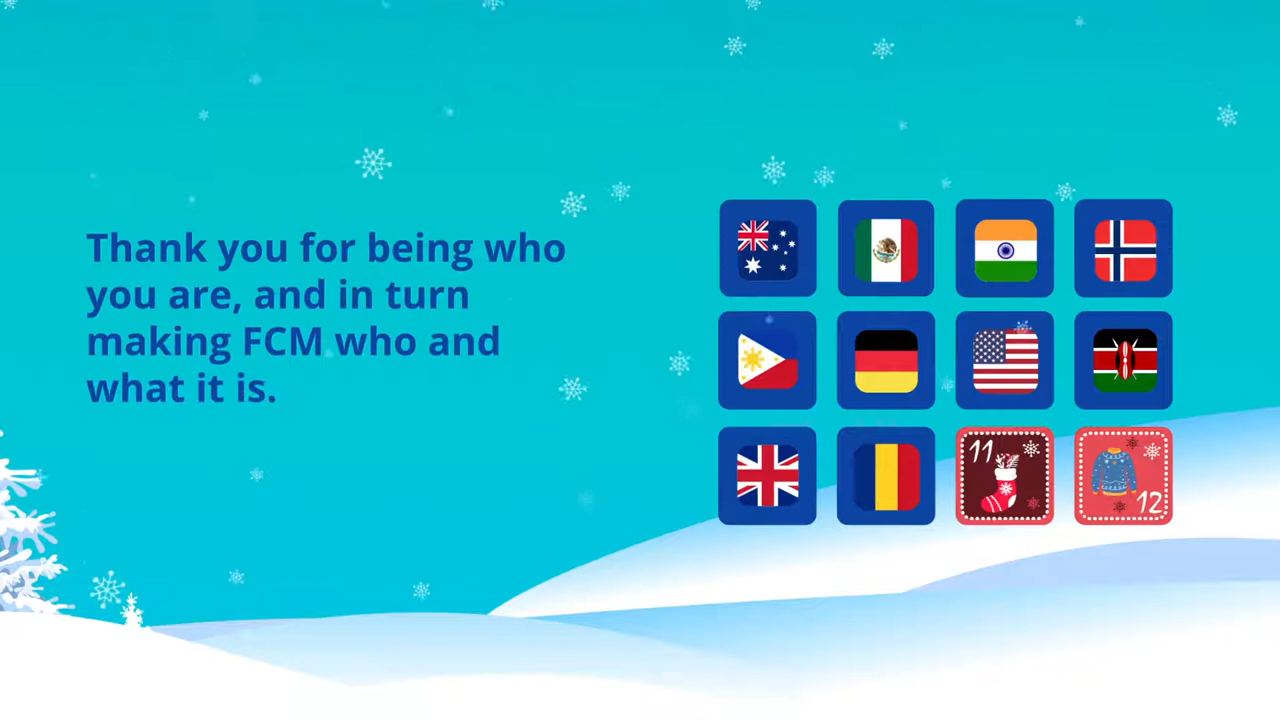 Thank you for being who
you are, and in turn
making FCM who and
what it is.
11
12